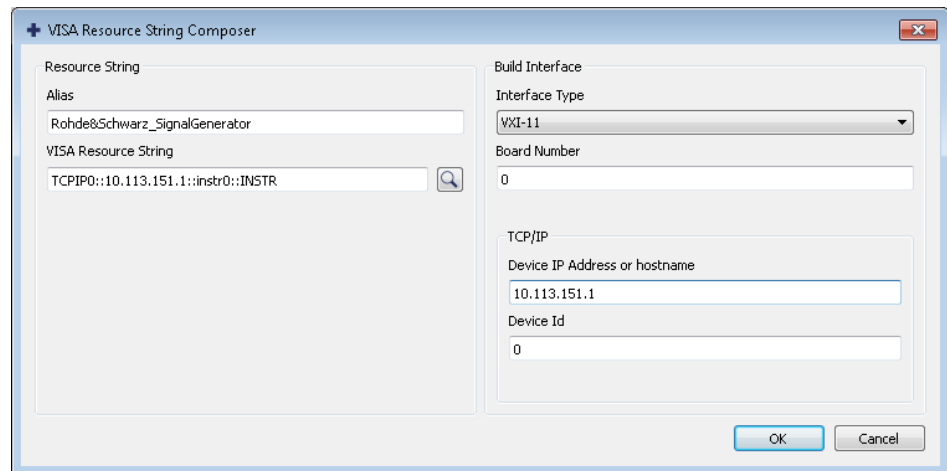 VISA Resource String Composer
Resource String
Alias
Rohde&Schwarz_SignalGenerator
VISA Resource String
TCPIP0::10.113.151.1::instr0::INSTR
Build Interface
Interface Type
VXI-11
Board Number
0
TCP/IP
Device IP Address or hostname
10.113.151.1
Device Id
0
OK
Cancel